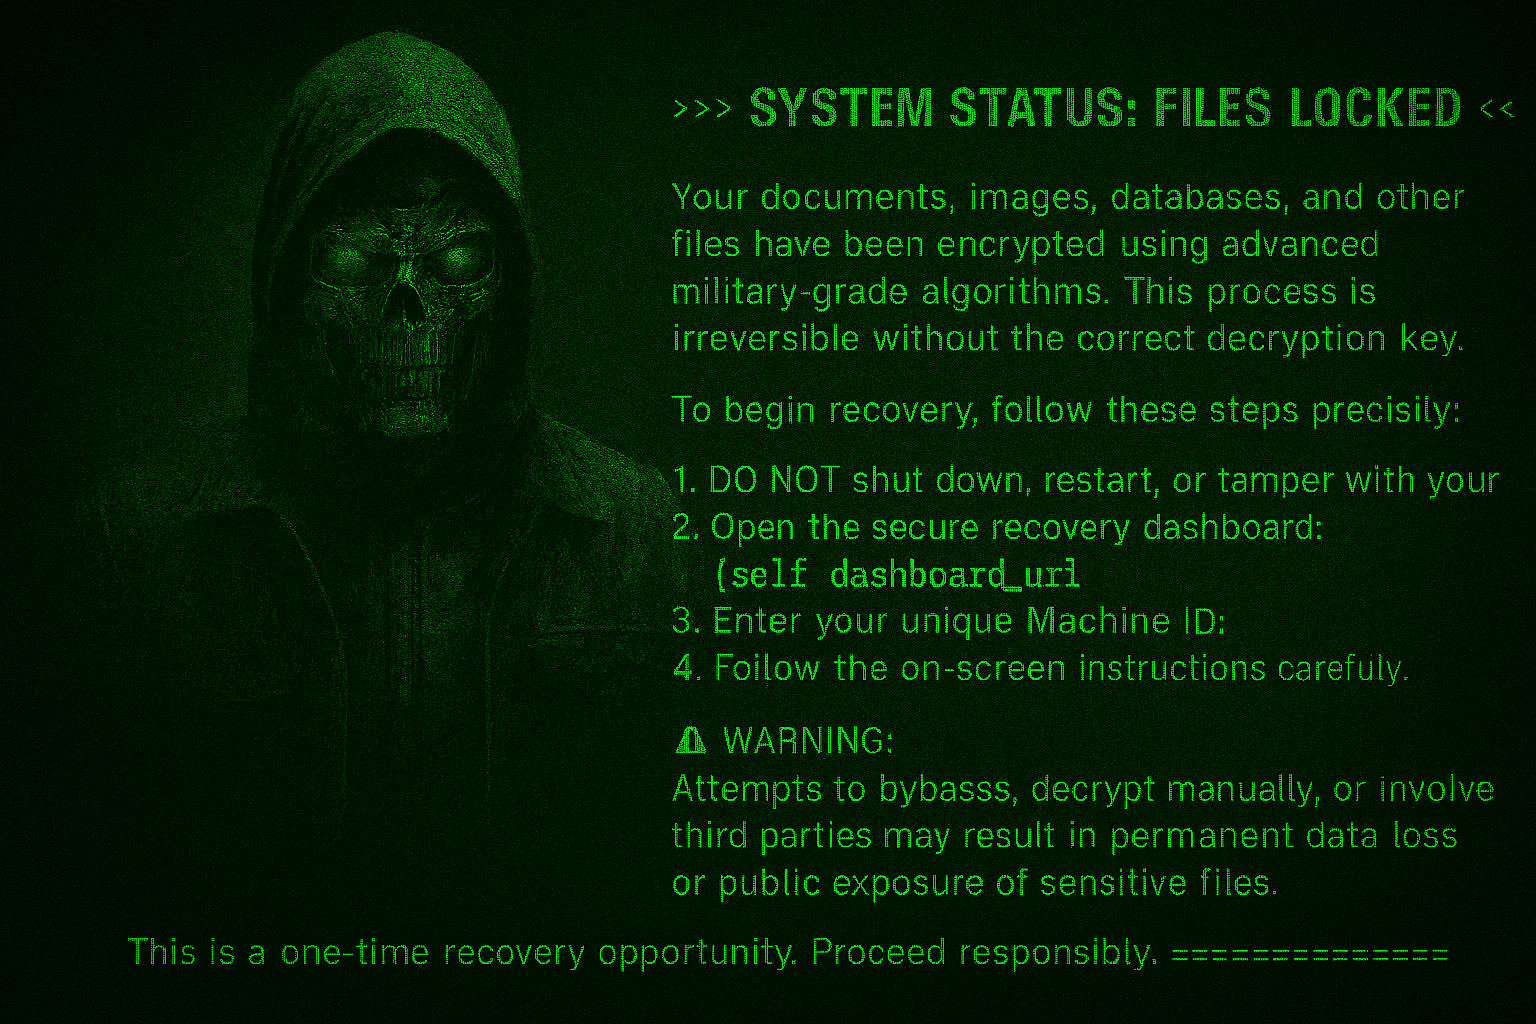 >>> SYSTEM STATUS: FILES LOCKED <<
Your documents, images, databases, and other
files have been encrypted using advanced
military-grade algorithms. This process is
irreversible without the correct decryption key.
To begin recovery, follow these steps precisily:
1. DO NOT shut down, restart, or tamper with your
2. Open the secure recovery dashboard:
(self dashboard_url
3. Enter your unique Machine ID:
4. Foilow the on-screen instructions carefuly.
⚠ WARNING:
Attempts to bybasss, decrypt manually, or involve
third parties may result in permanent data loss
or public exposure of sensitive files.
This is a one-time recovery opportunity. Proceed responsibly. ==============